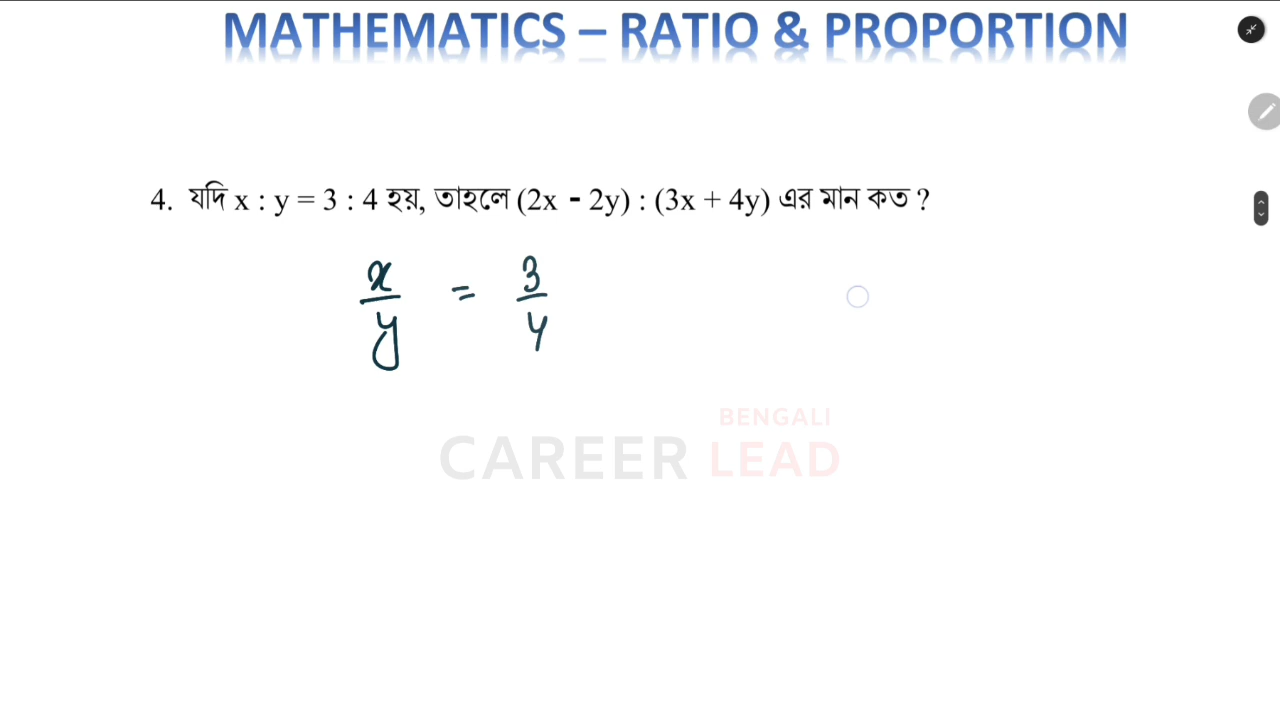 MATHEMATICS – RATIO & PROPORTION
4. যদি x : y = 3 : 4 হয়, তাহলে (2x - 2y) : (3x + 4y) এর মান কত ?
x/y = 3/4
BENGALI
CAREER LEAD